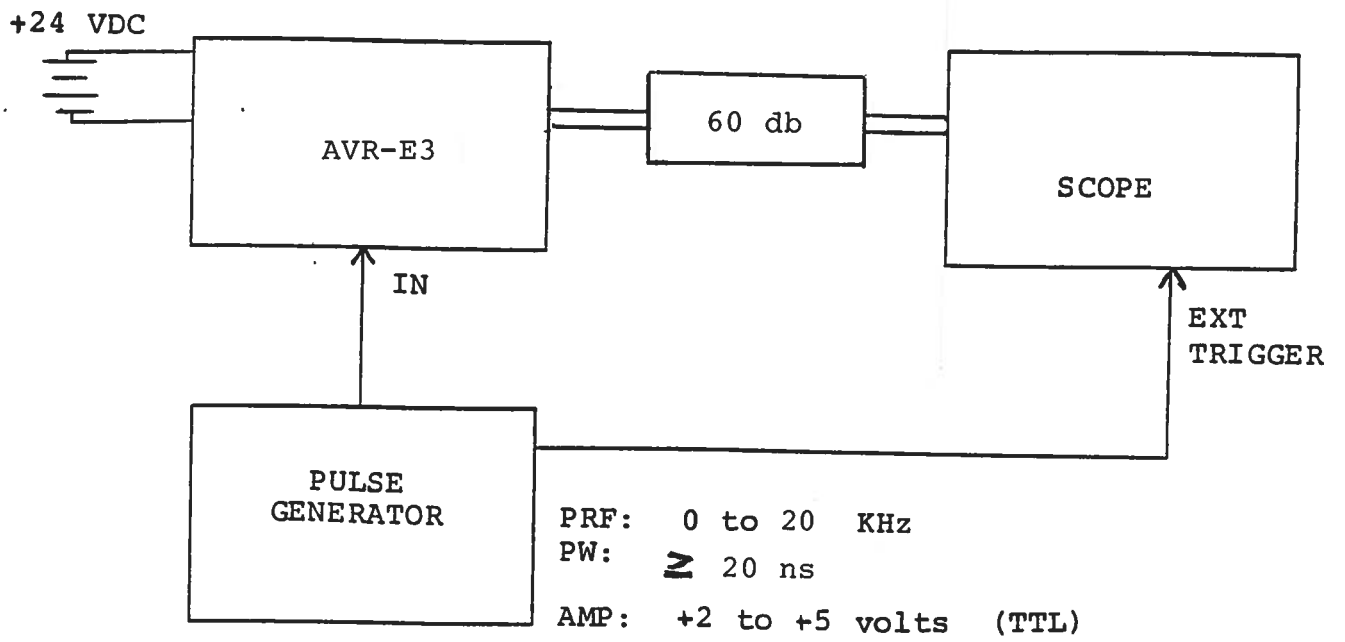 +24 VDC
AVR-E3
60 db
SCOPE
IN
EXT
TRIGGER
PULSE
GENERATOR
PRF: 0 to 20 KHz
PW: ≥ 20 ns
AMP: +2 to +5 volts (TTL)